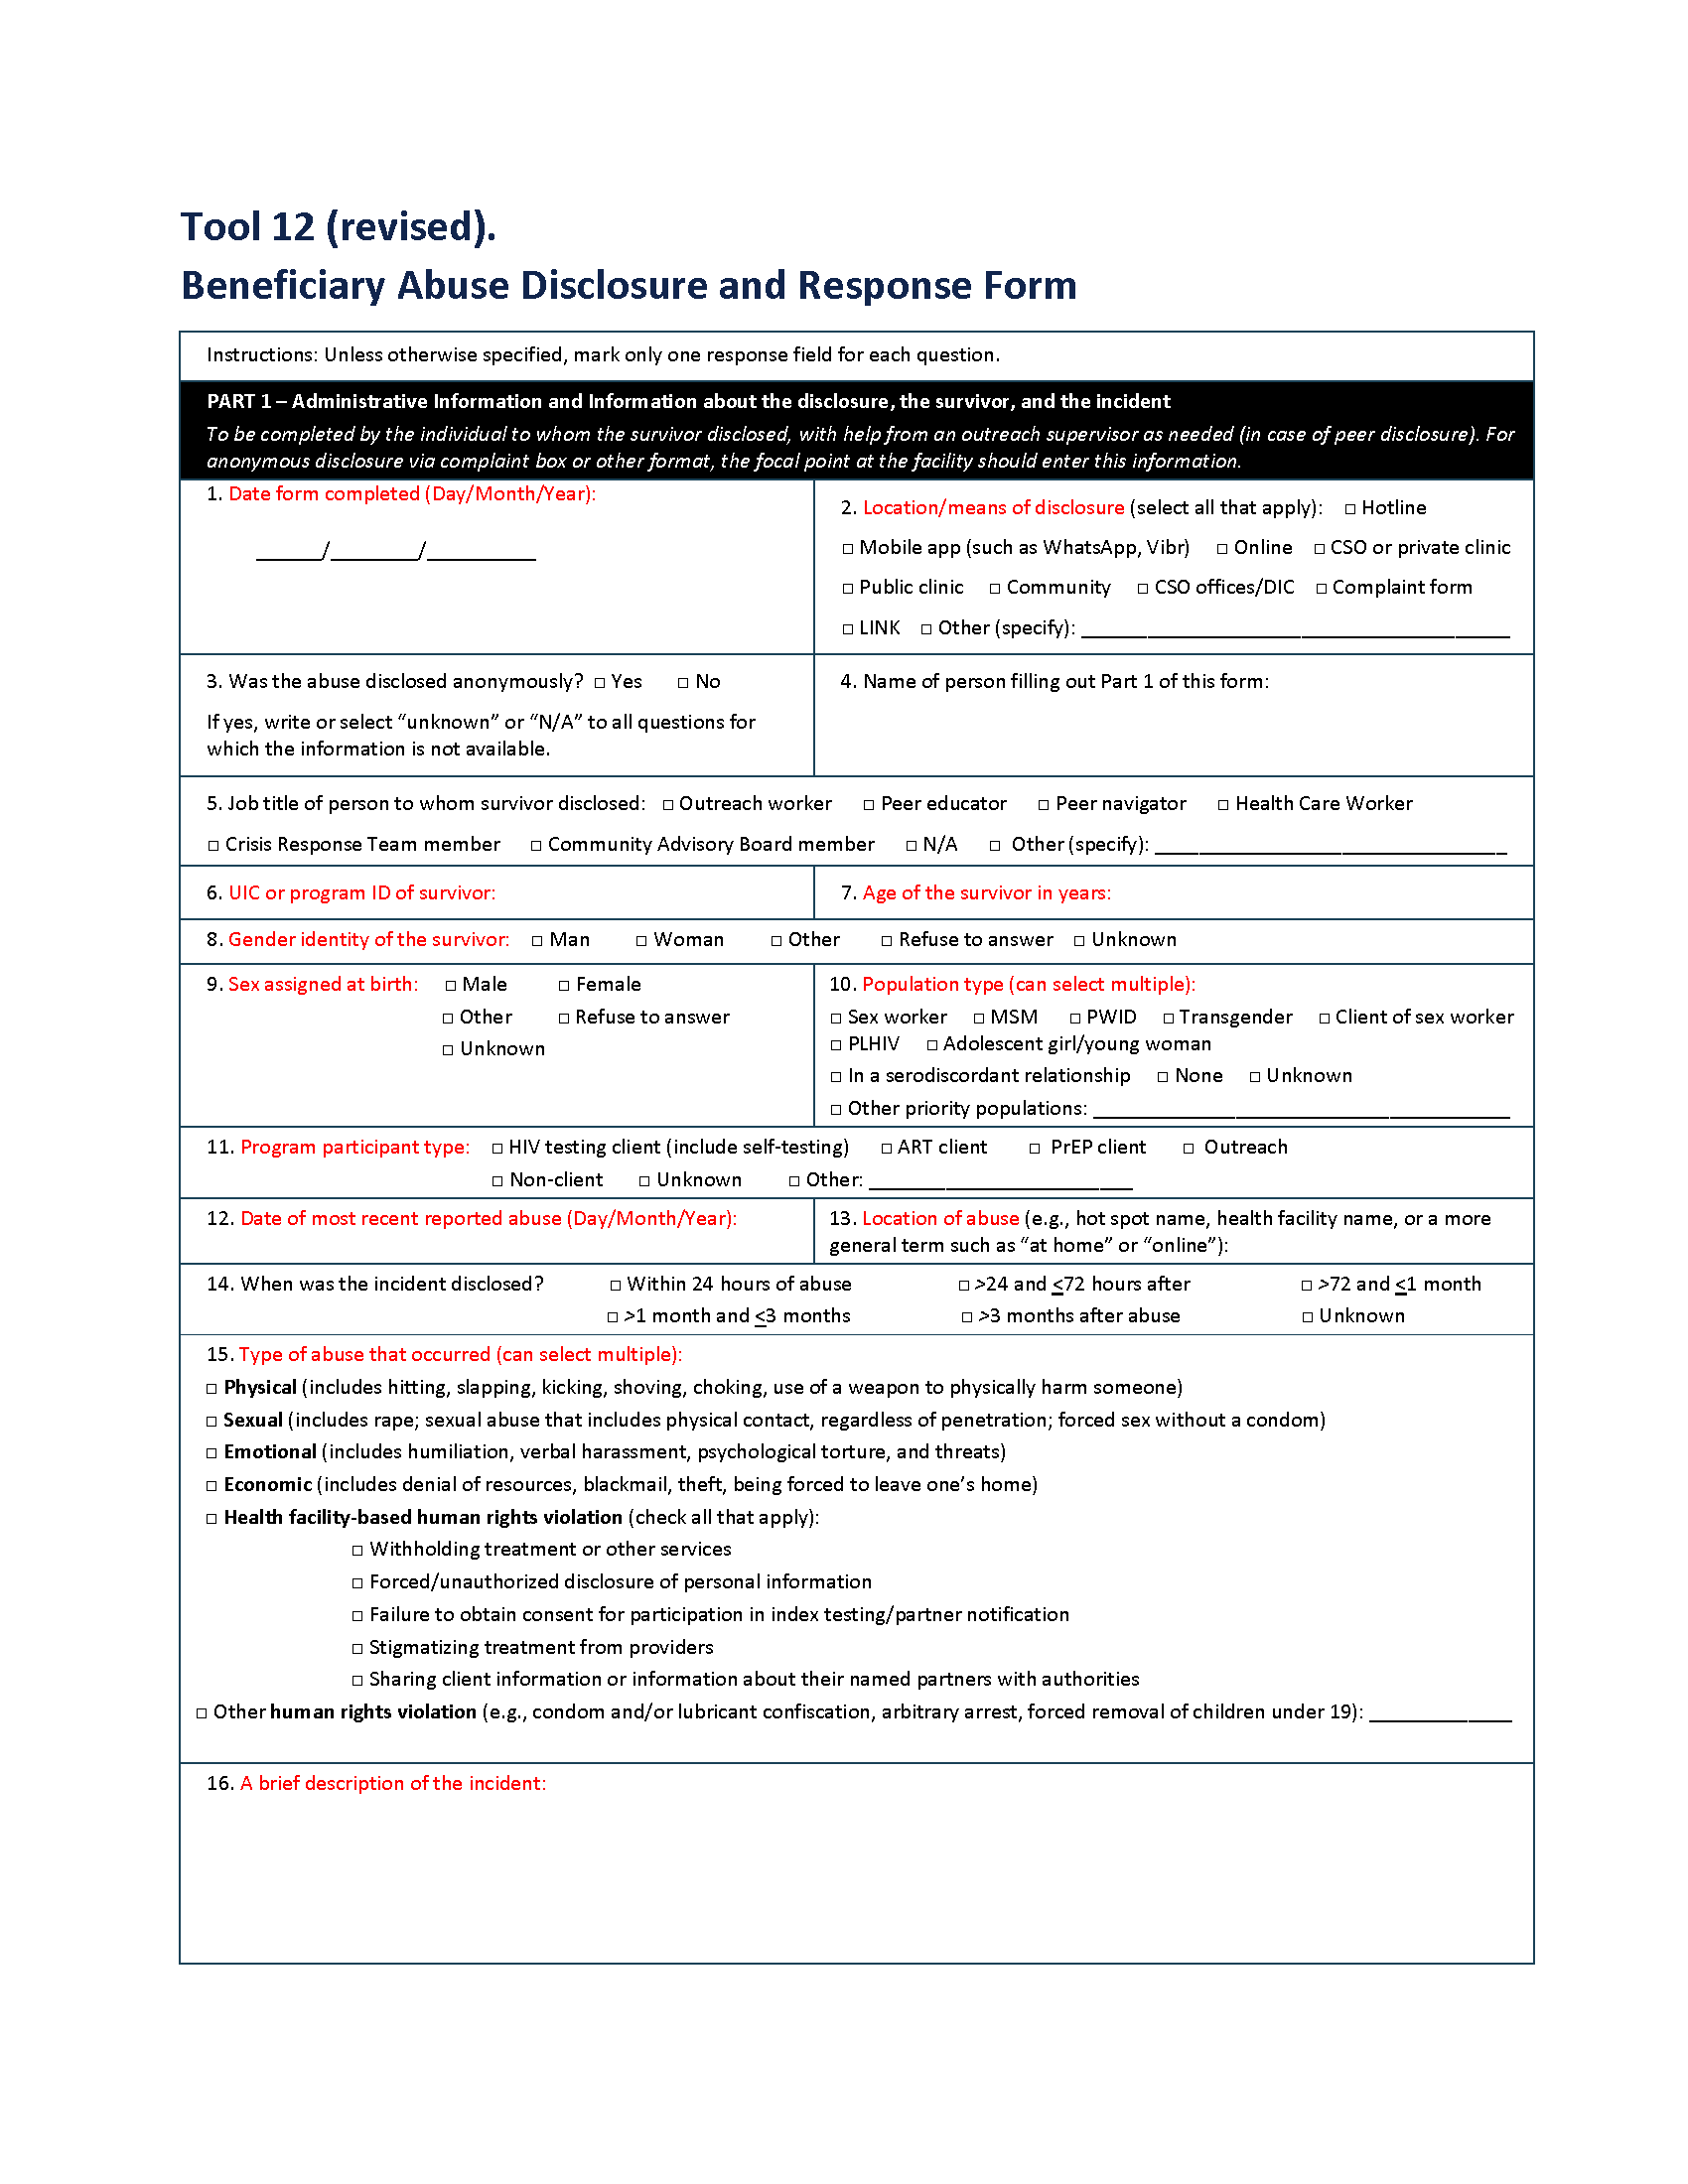 Tool 12 (revised).
Beneficiary Abuse Disclosure and Response Form
Instructions: Unless otherwise specified, mark only one response field for each question.
PART 1 – Administrative Information and Information about the disclosure, the survivor, and the incident
To be completed by the individual to whom the survivor disclosed, with help from an outreach supervisor as needed (in case of peer disclosure). For
anonymous disclosure via complaint box or other format, the focal point at the facility should enter this information.
1. Date form completed (Day/Month/Year):
______/________/__________
2. Location/means of disclosure (select all that apply): □ Hotline
□ Mobile app (such as WhatsApp, Vibr) □ Online □ CSO or private clinic
□ Public clinic □ Community □ CSO offices/DIC □ Complaint form
□ LINK □ Other (specify): _______________________________________
3. Was the abuse disclosed anonymously? □ Yes □ No
If yes, write or select “unknown” or “N/A” to all questions for
which the information is not available.
4. Name of person filling out Part 1 of this form:
5. Job title of person to whom survivor disclosed: □ Outreach worker □ Peer educator □ Peer navigator □ Health Care Worker
□ Crisis Response Team member □ Community Advisory Board member □ N/A □ Other (specify): ________________________________
6. UIC or program ID of survivor:
7. Age of the survivor in years:
8. Gender identity of the survivor: □ Man □ Woman □ Other □ Refuse to answer □ Unknown
9. Sex assigned at birth: □ Male □ Female
□ Other □ Refuse to answer
□ Unknown
10. Population type (can select multiple):
□ Sex worker □ MSM □ PWID □ Transgender □ Client of sex worker
□ PLHIV □ Adolescent girl/young woman
□ In a serodiscordant relationship □ None □ Unknown
□ Other priority populations: ______________________________________
11. Program participant type: □ HIV testing client (include self-testing) □ ART client □ PrEP client □ Outreach
□ Non-client □ Unknown □ Other: ________________________
12. Date of most recent reported abuse (Day/Month/Year):
13. Location of abuse (e.g., hot spot name, health facility name, or a more
general term such as “at home” or “online”):
14. When was the incident disclosed? □ Within 24 hours of abuse □ >24 and <72 hours after □ >72 and <1 month
□ >1 month and <3 months □ >3 months after abuse □ Unknown
15. Type of abuse that occurred (can select multiple):
□ Physical (includes hitting, slapping, kicking, shoving, choking, use of a weapon to physically harm someone)
□ Sexual (includes rape; sexual abuse that includes physical contact, regardless of penetration; forced sex without a condom)
□ Emotional (includes humiliation, verbal harassment, psychological torture, and threats)
□ Economic (includes denial of resources, blackmail, theft, being forced to leave one’s home)
□ Health facility-based human rights violation (check all that apply):
□ Withholding treatment or other services
□ Forced/unauthorized disclosure of personal information
□ Failure to obtain consent for participation in index testing/partner notification
□ Stigmatizing treatment from providers
□ Sharing client information or information about their named partners with authorities
□ Other human rights violation (e.g., condom and/or lubricant confiscation, arbitrary arrest, forced removal of children under 19): _____________
16. A brief description of the incident: